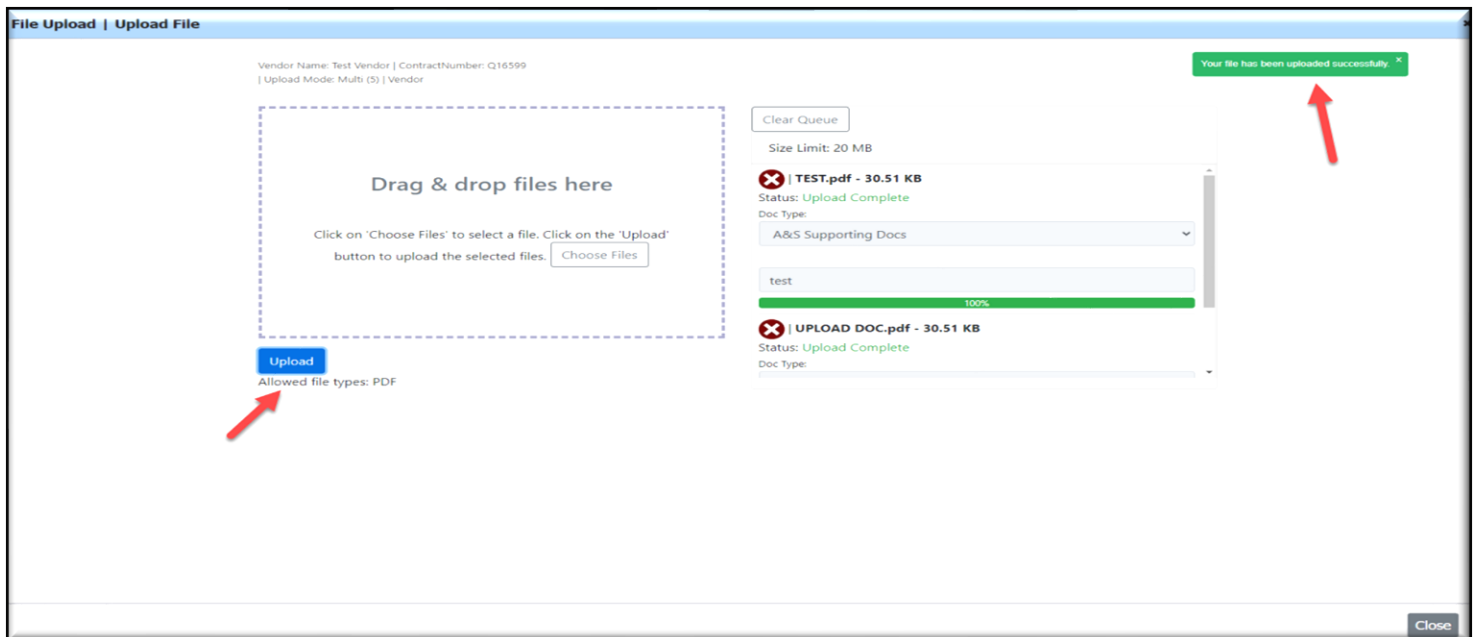 File Upload | Upload File
Vendor Name: Test Vendor | ContractNumber: Q16599
| Upload Mode: Multi (5) | Vendor
Your file has been uploaded successfully. ×
Drag & drop files here
Click on 'Choose Files' to select a file. Click on the 'Upload'
button to upload the selected files. Choose Files
Upload
Allowed file types: PDF
Clear Queue
Size Limit: 20 MB
| TEST.pdf - 30.51 KB
Status: Upload Complete
Doc Type:
A&S Supporting Docs
test
100%
| UPLOAD DOC.pdf - 30.51 KB
Status: Upload Complete
Doc Type:
Close